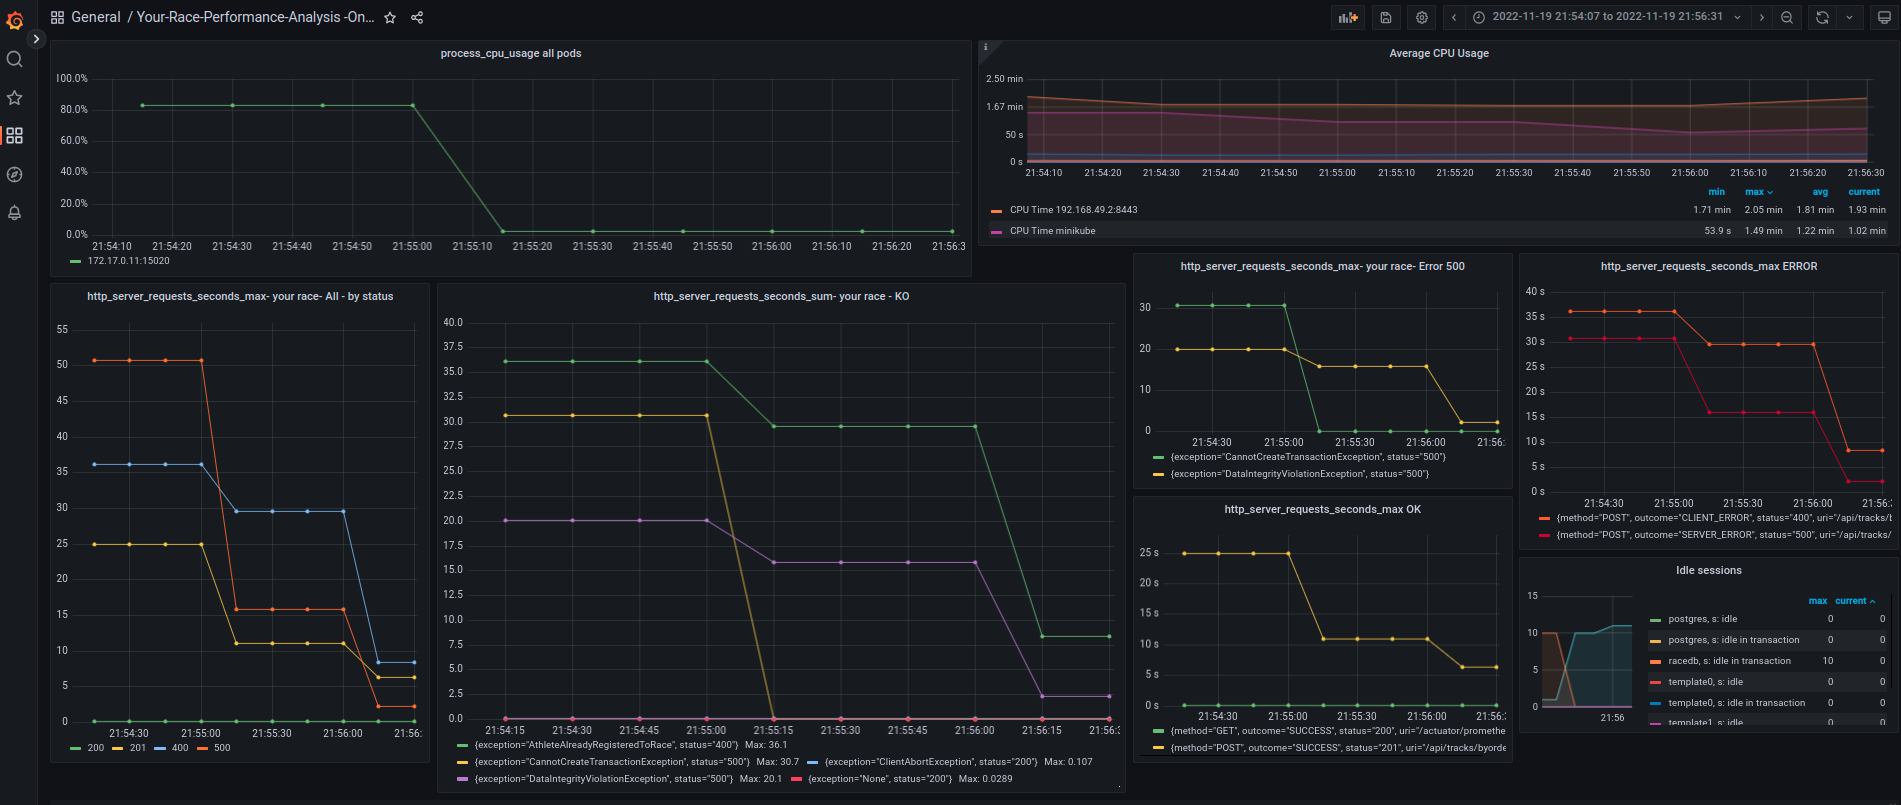 General / Your-Race-Performance-Analysis -On...
2022-11-19 21:54:07 to 2022-11-19 21:56:31
process_cpu_usage all pods
100.0%
80.0%
60.0%
40.0%
20.0%
0.0%
21:54:10 21:54:20 21:54:30 21:54:40 21:54:50 21:55:00 21:55:10 21:55:20 21:55:30 21:55:40 21:55:50 21:56:00 21:56:10 21:56:20 21:56:3
172.17.0.11:15020
i
Average CPU Usage
2.50 min
1.67 min
50 s
0 s
21:54:10 21:54:20 21:54:30 21:54:40 21:54:50 21:55:00 21:55:10 21:55:20 21:55:30 21:55:40 21:55:50 21:56:00 21:56:10 21:56:20 21:56:30
min max avg current
CPU Time 192.168.49.2:8443 1.71 min 2.05 min 1.81 min 1.93 min
CPU Time minikube 53.9 s 1.49 min 1.22 min 1.02 min
http_server_requests_seconds_max- your race- All - by status
55
50
45
40
35
30
25
20
15
10
5
0
21:54:30 21:55:00 21:55:30 21:56:00 21:56:
200 201 400 500
http_server_requests_seconds_sum- your race - KO
40.0
37.5
35.0
32.5
30.0
27.5
25.0
22.5
20.0
17.5
15.0
12.5
10.0
7.5
5.0
2.5
0.0
21:54:15 21:54:30 21:54:45 21:55:00 21:55:15 21:55:30 21:55:45 21:56:00 21:56:15 21:56:3
{exception="AthleteAlreadyRegisteredToRace", status="400"} Max: 36.1
{exception="CannotCreateTransactionException", status="500"} Max: 30.7 {exception="ClientAbortException", status="200"} Max: 0.107
{exception="DataIntegrityViolationException", status="500"} Max: 20.1 {exception="None", status="200"} Max: 0.0289
http_server_requests_seconds_max- your race- Error 500
30
20
10
0
21:54:30 21:55:00 21:55:30 21:56:00 21:56:
{exception="CannotCreateTransactionException", status="500"}
{exception="DataIntegrityViolationException", status="500"}
http_server_requests_seconds_max OK
25 s
20 s
15 s
10 s
5 s
0 s
21:54:30 21:55:00 21:55:30 21:56:00 21:56:
{method="GET", outcome="SUCCESS", status="200", uri="/actuator/promethe
{method="POST", outcome="SUCCESS", status="201", uri="/api/tracks/byorde
http_server_requests_seconds_max ERROR
40 s
35 s
30 s
25 s
20 s
15 s
10 s
5 s
0 s
21:54:30 21:55:00 21:55:30 21:56:00 21:56:
{method="POST", outcome="CLIENT_ERROR", status="400", uri="/api/tracks/b
{method="POST", outcome="SERVER_ERROR", status="500", uri="/api/tracks/
Idle sessions
15
10
5
0
21:56
max current
postgres, s: idle 0 0
postgres, s: idle in transaction 0 0
racedb, s: idle in transaction 10 0
template0, s: idle 0 0
template0, s: idle in transaction 0 0
template1, s: idle 0 0